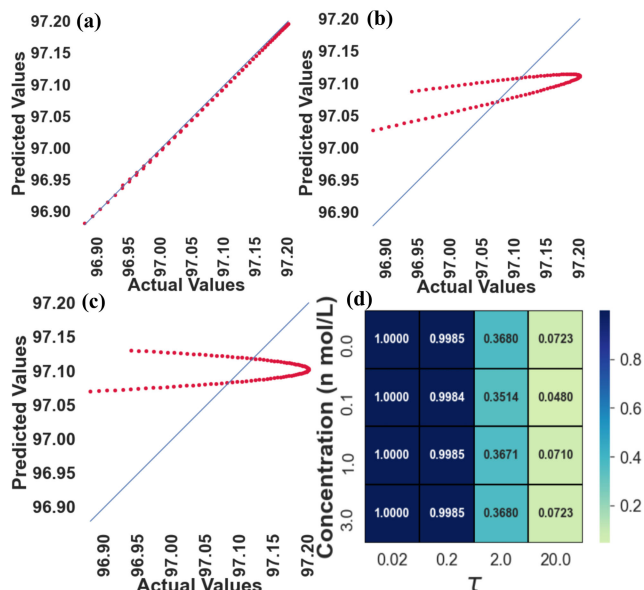 (a)
Predicted Values
97.20
97.15
97.10
97.05
97.00
96.95
96.90
96.90
96.95
97.00
97.05
97.10
97.15
97.20
Actual Values
(b)
Predicted Values
97.20
97.15
97.10
97.05
97.00
96.95
96.90
96.90
96.95
97.00
97.05
97.10
97.15
97.20
Actual Values
(c)
Predicted Values
97.20
97.15
97.10
97.05
97.00
96.95
96.90
96.90
96.95
97.00
97.05
97.10
97.15
97.20
Actual Values
(d)
Concentration (n mol/L)
0.0
1.0000 0.9985 0.3680 0.0723
0.1
1.0000 0.9984 0.3514 0.0480
1.0
1.0000 0.9985 0.3671 0.0710
3.0
1.0000 0.9985 0.3680 0.0723
0.02 0.2 2.0 20.0
τ
0.8
0.6
0.4
0.2